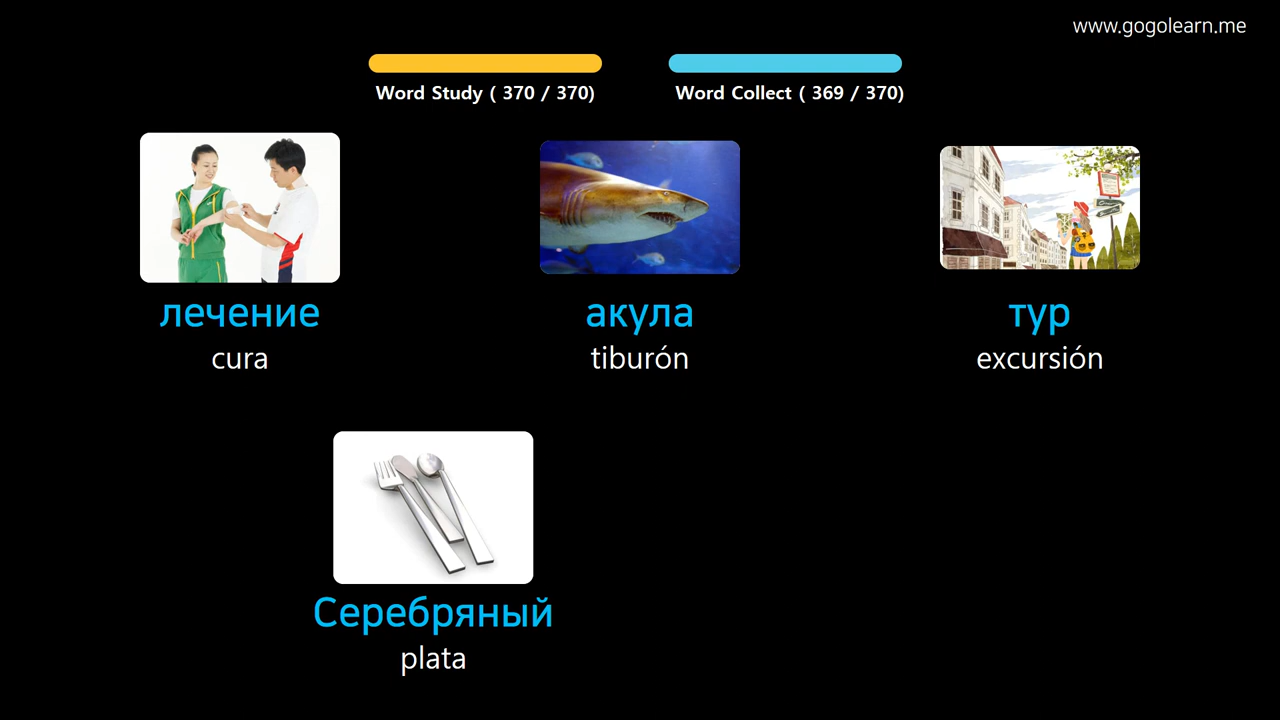 www.gogolearn.me
Word Study ( 370 / 370)
Word Collect ( 369 / 370)
лечение
cura
акула
tiburón
тур
excursión
Серебряный
plata